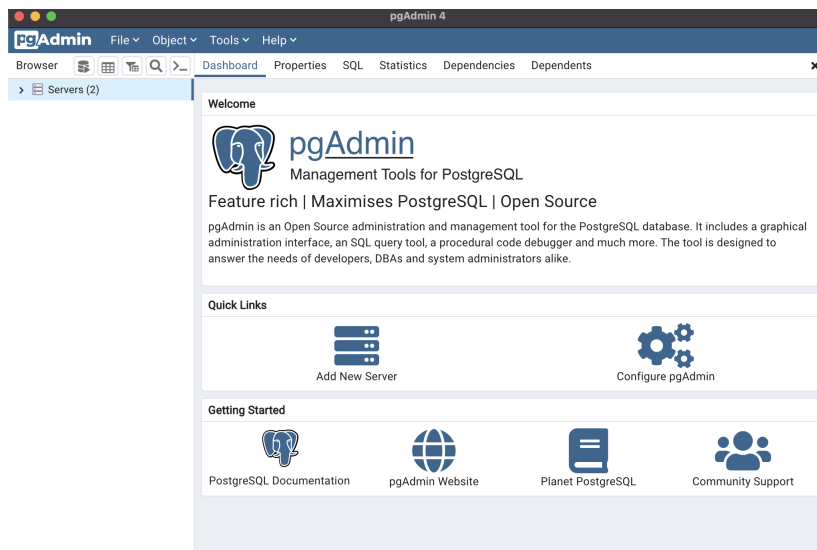 pgAdmin 4
pgAdmin File Object Tools Help
Browser Dashboard Properties SQL Statistics Dependencies Dependents
Servers (2)
Welcome
pgAdmin
Management Tools for PostgreSQL
Feature rich | Maximises PostgreSQL | Open Source
pgAdmin is an Open Source administration and management tool for the PostgreSQL database. It includes a graphical
administration interface, an SQL query tool, a procedural code debugger and much more. The tool is designed to
answer the needs of developers, DBAs and system administrators alike.
Quick Links
Add New Server Configure pgAdmin
Getting Started
PostgreSQL Documentation pgAdmin Website Planet PostgreSQL Community Support